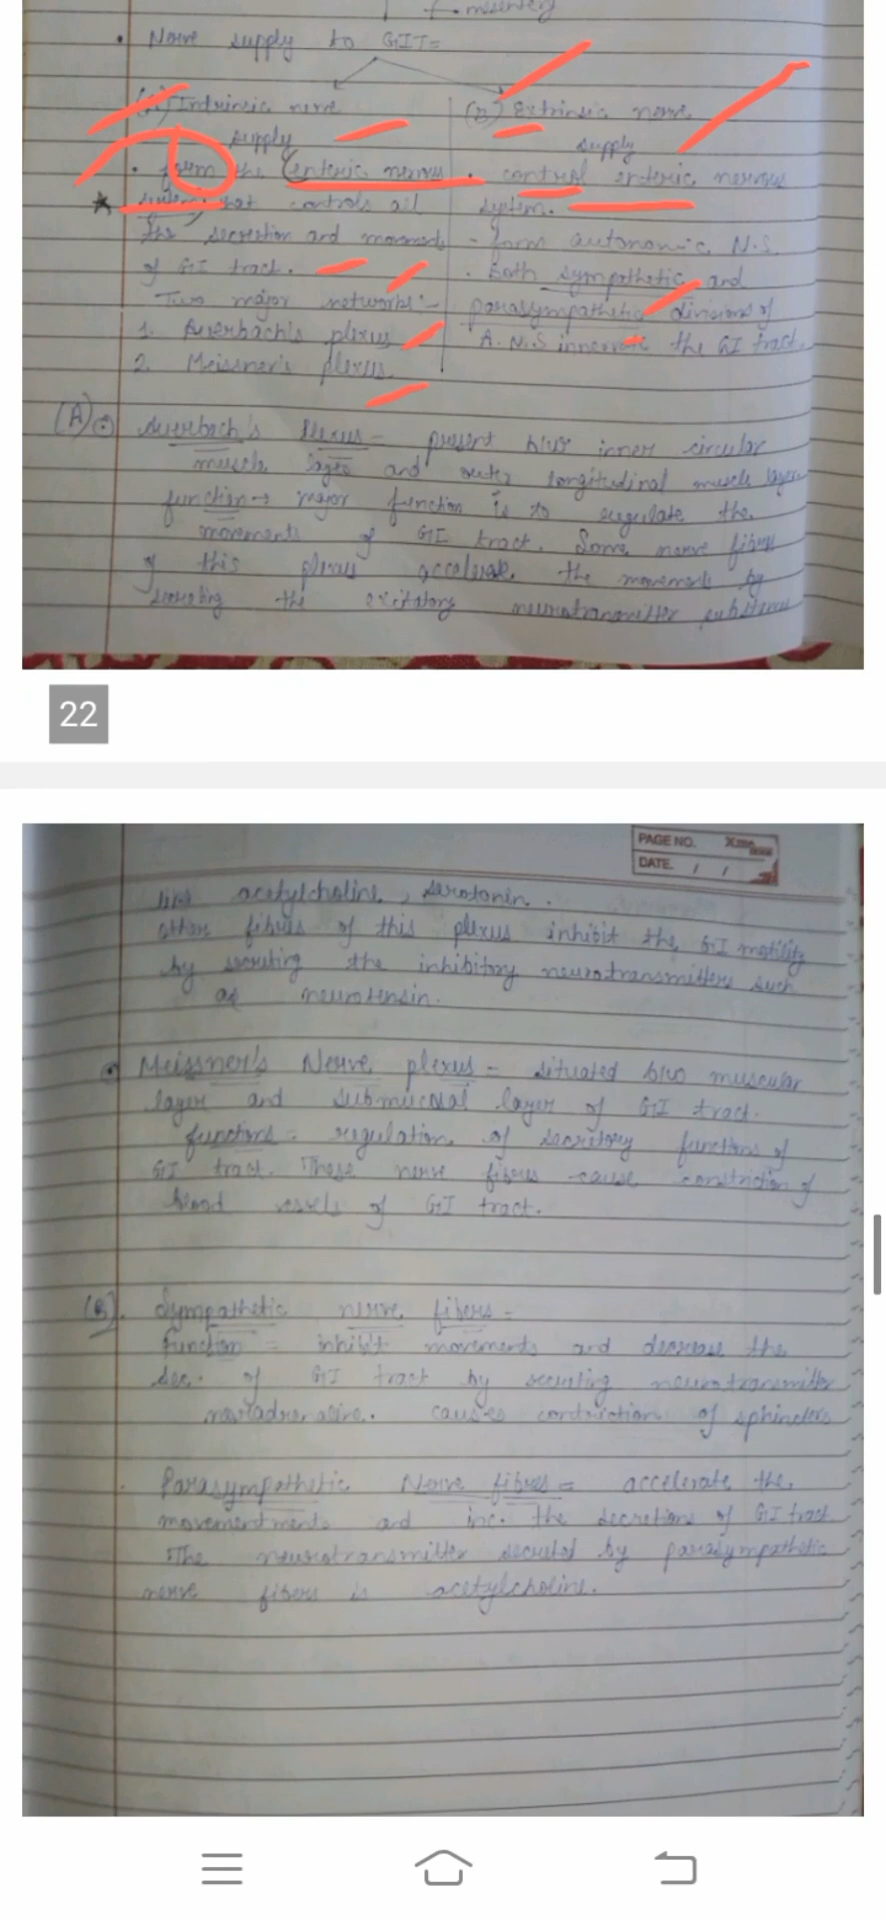 f. mesentery
• Nerve supply to GIT=
(A) Intrinsic nerve supply
• form the (enteric nervous system) that controls all the secretion and movements of GI tract.
Two major networks:-
1. Auerbach's plexus
2. Meissner's plexus.
(B) Extrinsic nerve supply
• control enteric nervous system.
- form autonomic N.S.
• Both sympathetic and parasympathetic divisions of A.N.S innervate the GI tract.
(A) Auerbach's Plexus - present b/w inner circular
muscle layer and outer longitudinal muscle layer.
function → major function is to regulate the
movements of GI tract. Some nerve fibres
of this plexus accelerate the movements by
secreting the excitatory neurotransmitter substance
22
PAGE NO.
DATE / /
like acetylcholine, serotonin.
other fibres of this plexus inhibit the GI motility
by secreting the inhibitory neurotransmitters such
as neurotensin.
Meissner's Nerve plexus - situated b/w muscular
layer and submucosal layer of GI tract.
functions = regulation of secretory functions of
GI tract. These nerve fibres cause constriction of
blood vessels of GI tract.
(B). Sympathetic nerve fibers =
function = inhibit movements and decrease the
sec. of GI tract by secreting neurotransmitter
noradrenaline. causes contraction of sphincters
Parasympathetic Nerve fibres = accelerate the
movementments and inc. the secretions of GI tract
The neurotransmitter secreted by parasympathetic
nerve fibers is acetylcholine.